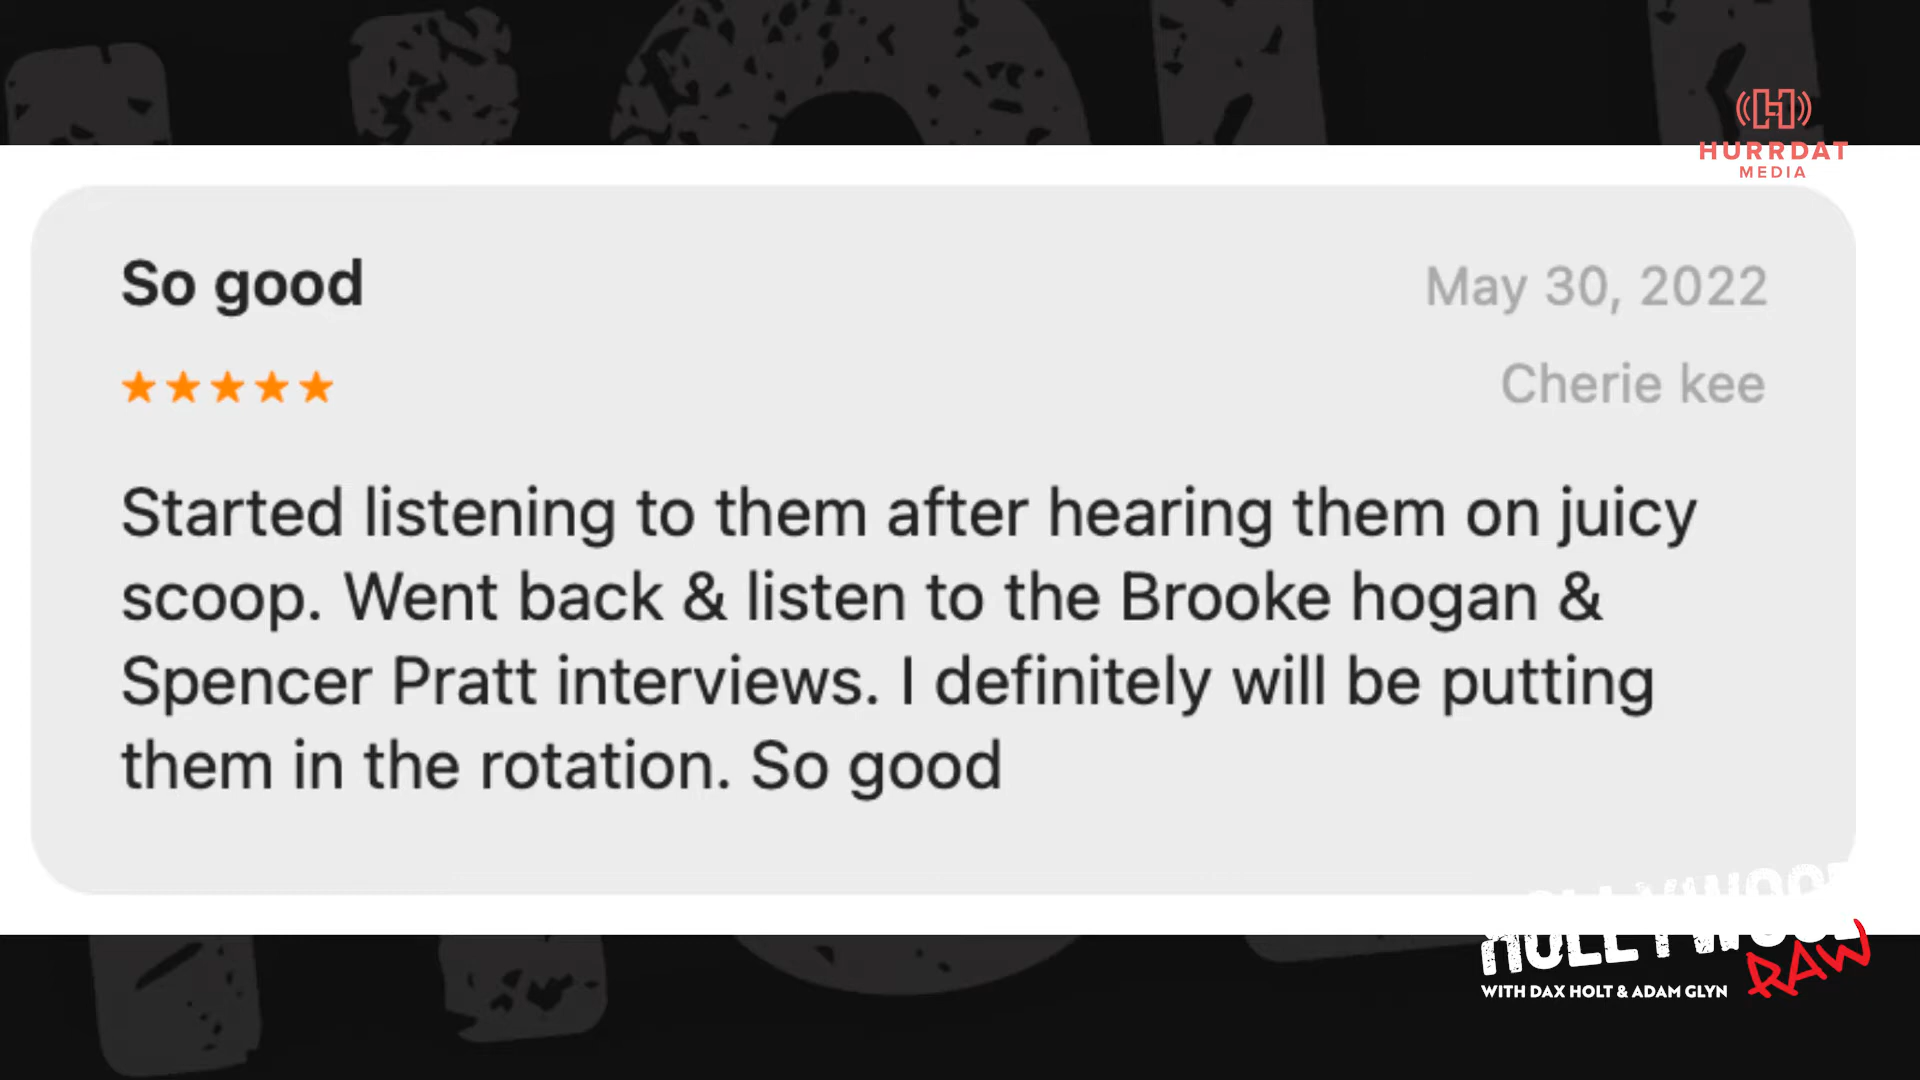 HURRDAT
MEDIA
So good
May 30, 2022
Cherie kee
Started listening to them after hearing them on juicy
scoop. Went back & listen to the Brooke hogan &
Spencer Pratt interviews. I definitely will be putting
them in the rotation. So good
HOLLYWOOD
RAW
WITH DAX HOLT & ADAM GLYN